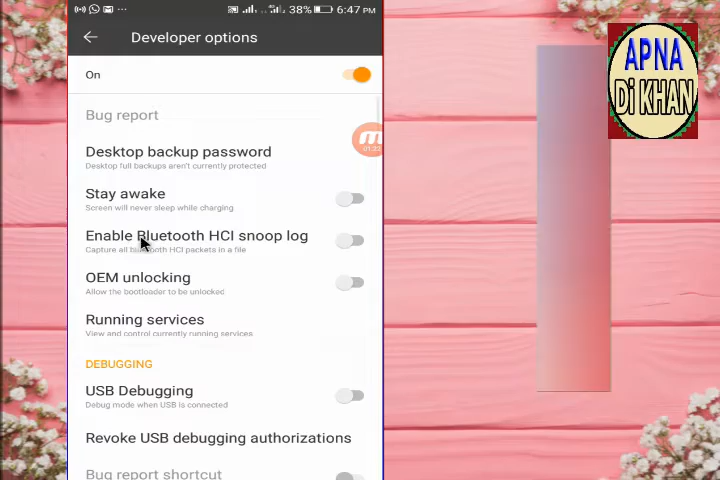 38% 6:47 PM
Developer options
On
Bug report
Desktop backup password
Desktop full backups aren't currently protected
Stay awake
Screen will never sleep while charging
Enable Bluetooth HCI snoop log
Capture all bluetooth HCI packets in a file
OEM unlocking
Allow the bootloader to be unlocked
Running services
View and control currently running services
DEBUGGING
USB Debugging
Debug mode when USB is connected
Revoke USB debugging authorizations
Bug report shortcut
APNA
Di KHAN